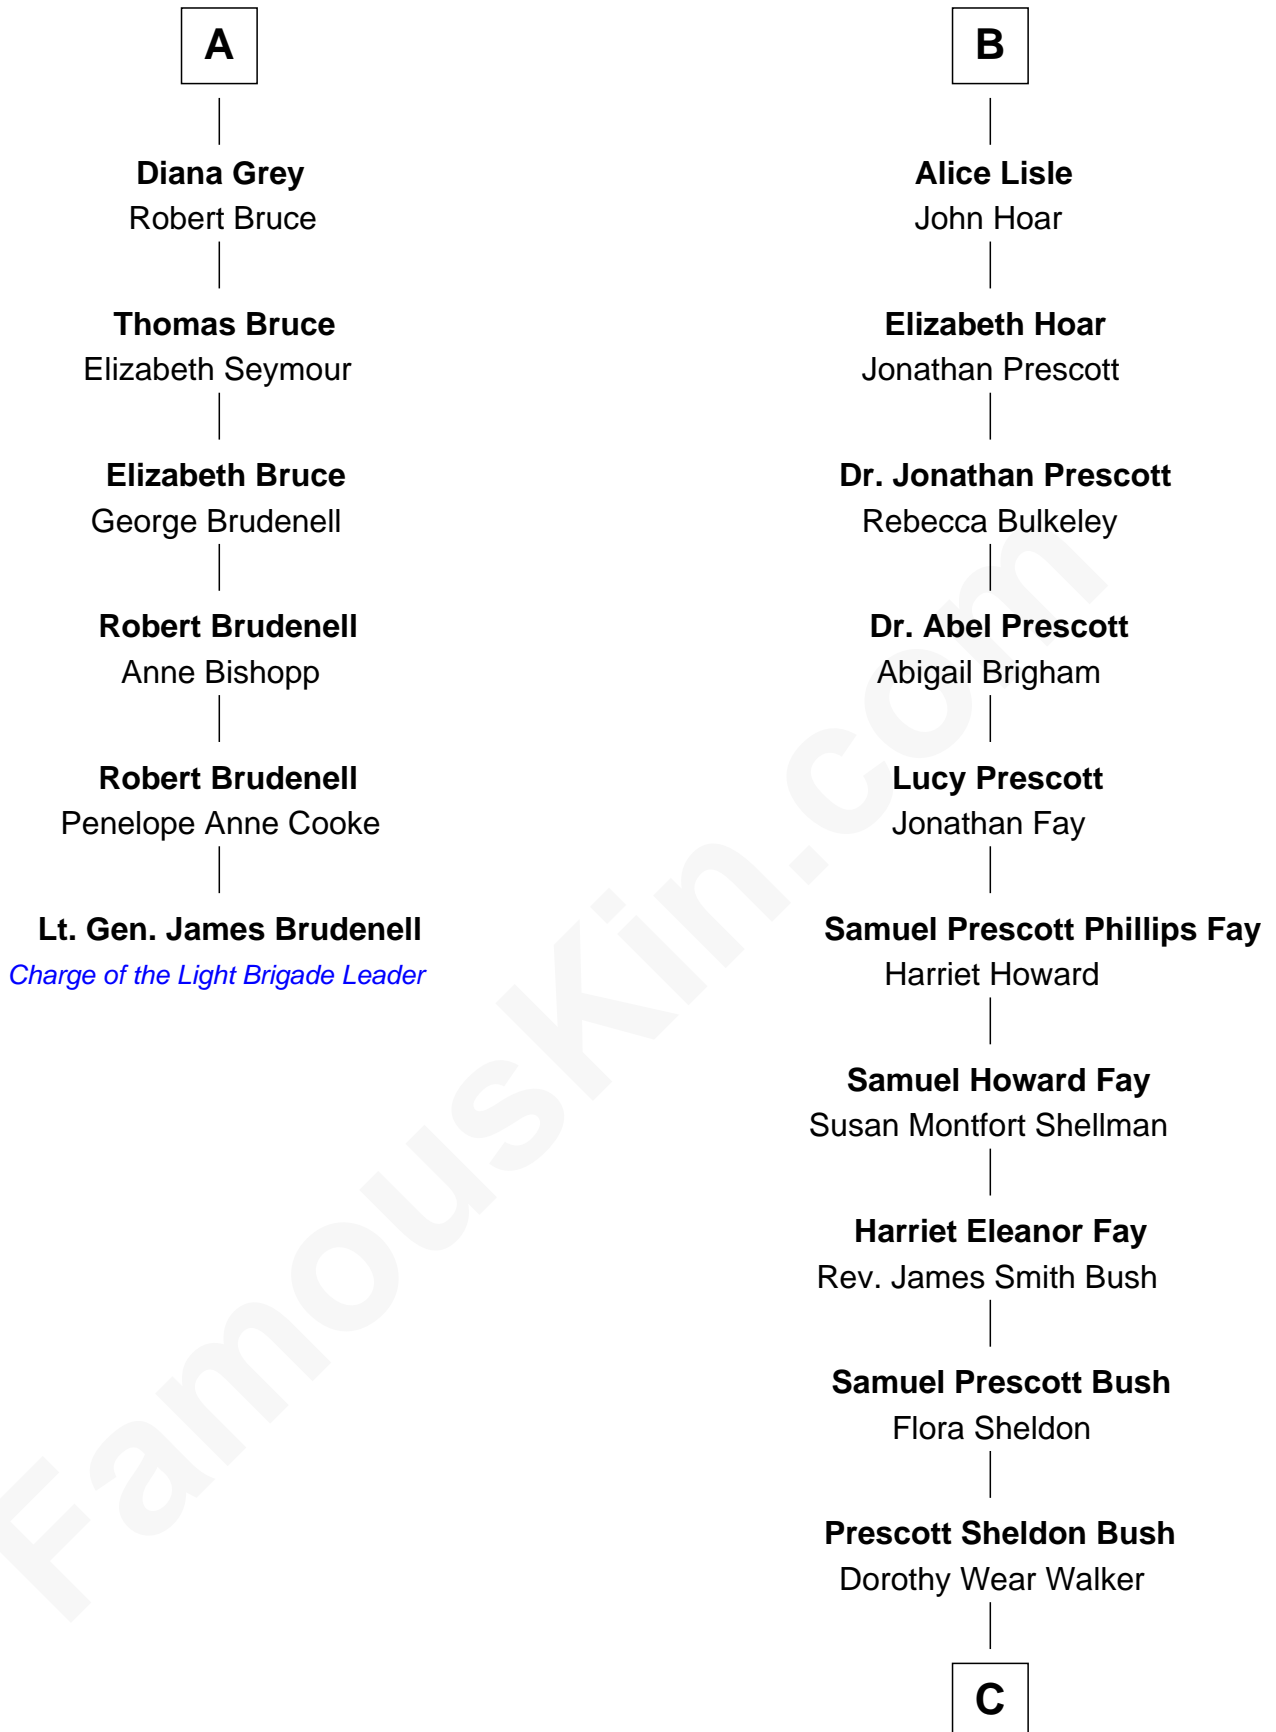 A
Diana Grey
Robert Bruce
Thomas Bruce
Elizabeth Seymour
Elizabeth Bruce
George Brudenell
Robert Brudenell
Anne Bishopp
Robert Brudenell
Penelope Anne Cooke
Lt. Gen. James Brudenell
Charge of the Light Brigade Leader
B
Alice Lisle
John Hoar
Elizabeth Hoar
Jonathan Prescott
Dr. Jonathan Prescott
Rebecca Bulkeley
Dr. Abel Prescott
Abigail Brigham
Lucy Prescott
Jonathan Fay
Samuel Prescott Phillips Fay
Harriet Howard
Samuel Howard Fay
Susan Montfort Shellman
Harriet Eleanor Fay
Rev. James Smith Bush
Samuel Prescott Bush
Flora Sheldon
Prescott Sheldon Bush
Dorothy Wear Walker
C
FamousKin.com